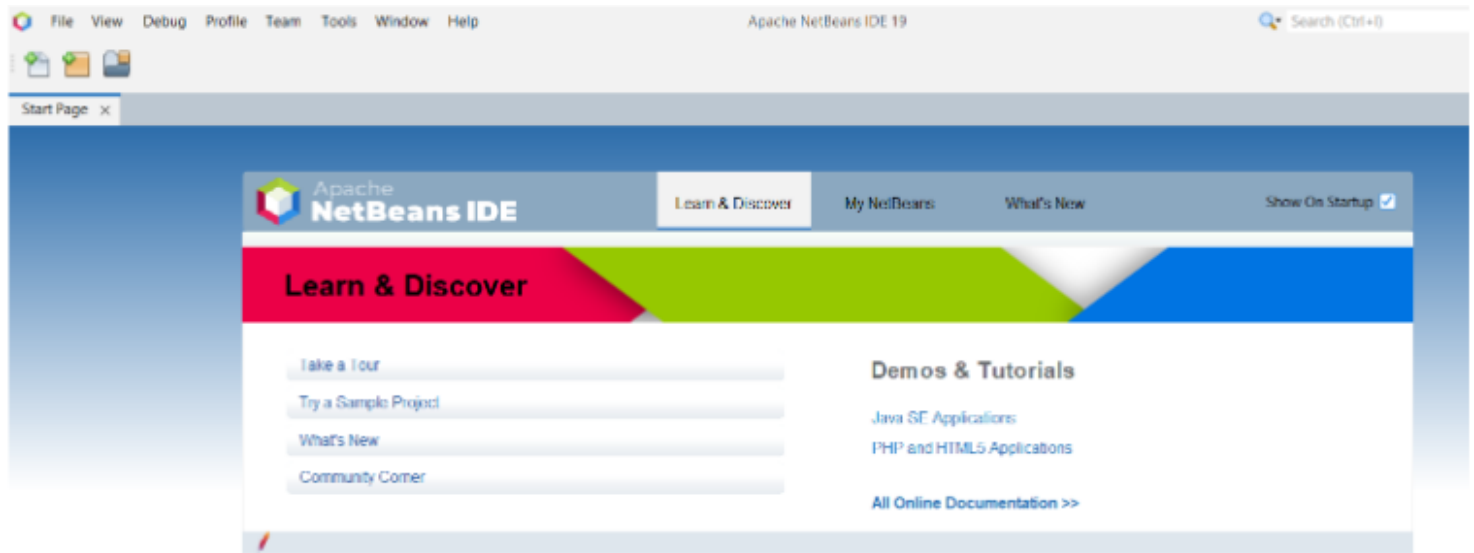 File View Debug Profile Team Tools Window Help Apache NetBeans IDE 19 Search (Ctrl+I)
Start Page
Apache
NetBeans IDE
Learn & Discover My NetBeans What's New Show On Startup
Learn & Discover
Take a Tour
Try a Sample Project
What's New
Community Corner
Demos & Tutorials
Java SE Applications
PHP and HTML5 Applications
All Online Documentation >>